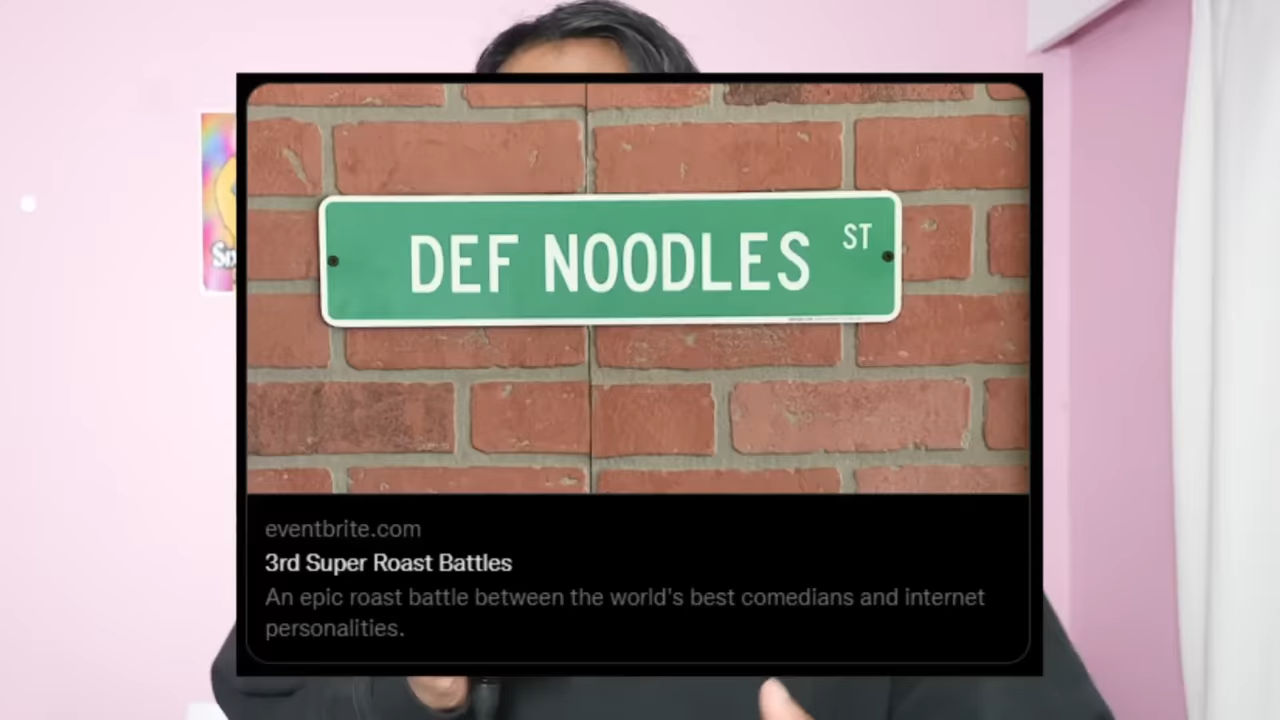 DEF NOODLES ST
eventbrite.com
3rd Super Roast Battles
An epic roast battle between the world's best comedians and internet
personalities.